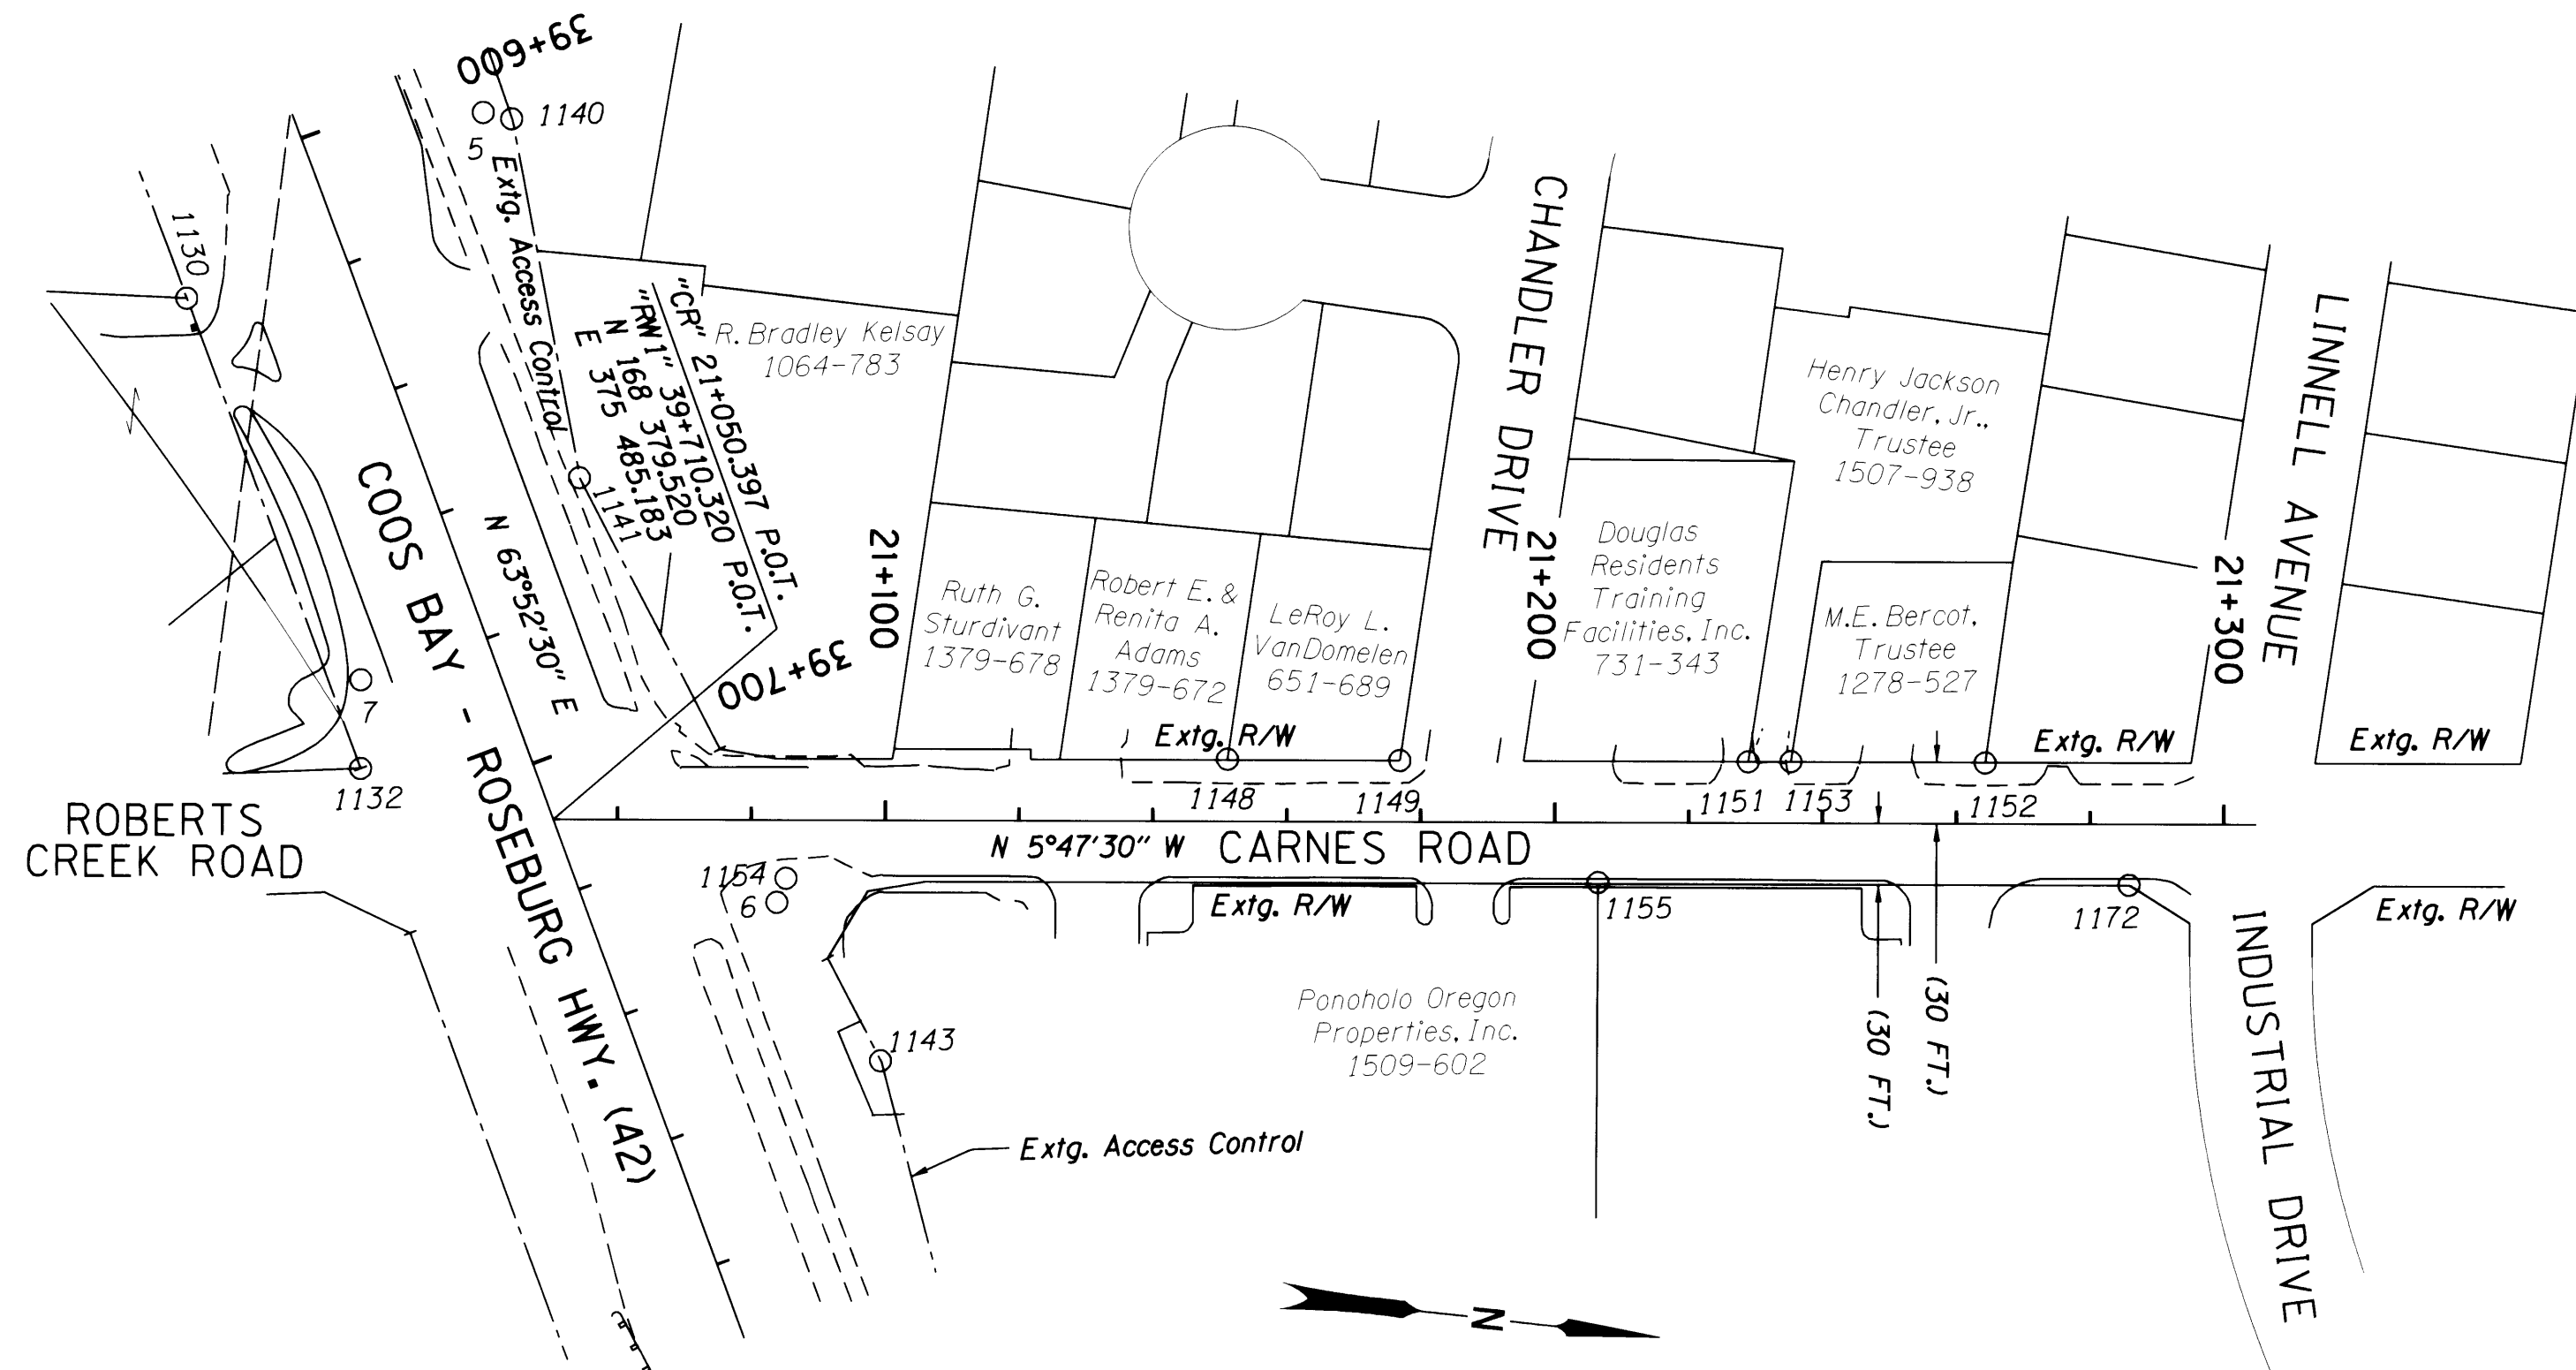 39+600
1140
5
Extg. Access Control
1130
"CR" 21+050.397 P.O.T.
"RW1" 39+710.320 P.O.T.
N 168 379.520
E 375 485.183
1141
R. Bradley Kelsay
1064-783
CHANDLER DRIVE
Henry Jackson
Chandler, Jr.,
Trustee
1507-938
LINNELL AVENUE
COOS BAY - ROSEBURG HWY. (42)
N 63°52'30" E
21+100
21+200
21+300
39+700
Ruth G.
Sturdivant
1379-678
Robert E. &
Renita A.
Adams
1379-672
LeRoy L.
VanDomelen
651-689
Douglas
Residents
Training
Facilities, Inc.
731-343
M.E. Bercot,
Trustee
1278-527
Extg. R/W
Extg. R/W
Extg. R/W
7
1132
1148
1149
1151
1153
1152
ROBERTS
CREEK ROAD
N 5°47'30" W
CARNES ROAD
1154
6
Extg. R/W
1155
1172
Extg. R/W
INDUSTRIAL DRIVE
Ponoholo Oregon
Properties, Inc.
1509-602
(30 FT.)
(30 FT.)
1143
Extg. Access Control
N